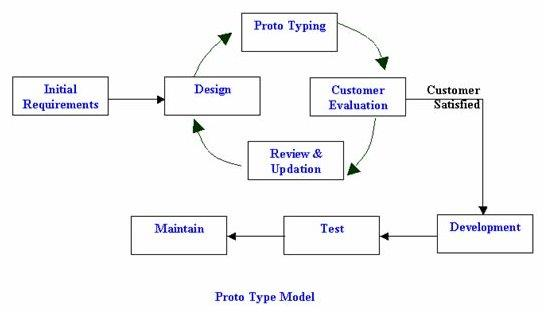 Proto Typing
Initial
Requirements
Design
Customer
Evaluation
Customer
Satisfied
Review &
Updation
Maintain
Test
Development
Proto Type Model